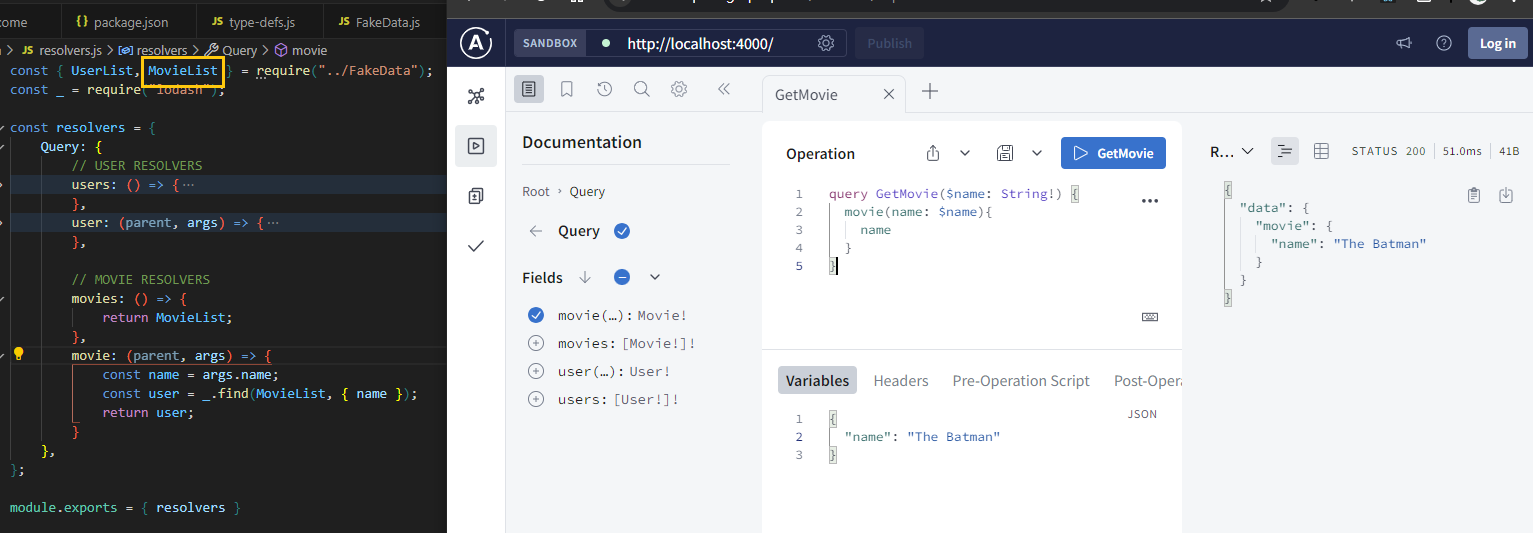 come
{} package.json
JS type-defs.js
JS FakeData.js
JS resolvers.js > resolvers > Query > movie
const { UserList, MovieList } = require("../FakeData");
const _ = require("lodash");
const resolvers = {
Query: {
// USER RESOLVERS
users: () => {···
},
user: (parent, args) => {···
},
// MOVIE RESOLVERS
movies: () => {
return MovieList;
},
movie: (parent, args) => {
const name = args.name;
const user = _.find(MovieList, { name });
return user;
}
},
};
module.exports = { resolvers }
SANDBOX
http://localhost:4000/
Publish
Log in
GetMovie
Documentation
Root › Query
Query
Fields
movie(…): Movie!
movies: [Movie!]!
user(…): User!
users: [User!]!
Operation
GetMovie
1 query GetMovie($name: String!) {
2 movie(name: $name){
3 name
4 }
5 }
Variables Headers Pre-Operation Script Post-Opera
JSON
1 {
2 "name": "The Batman"
3 }
R... STATUS 200 51.0ms 41B
{
"data": {
"movie": {
"name": "The Batman"
}
}
}